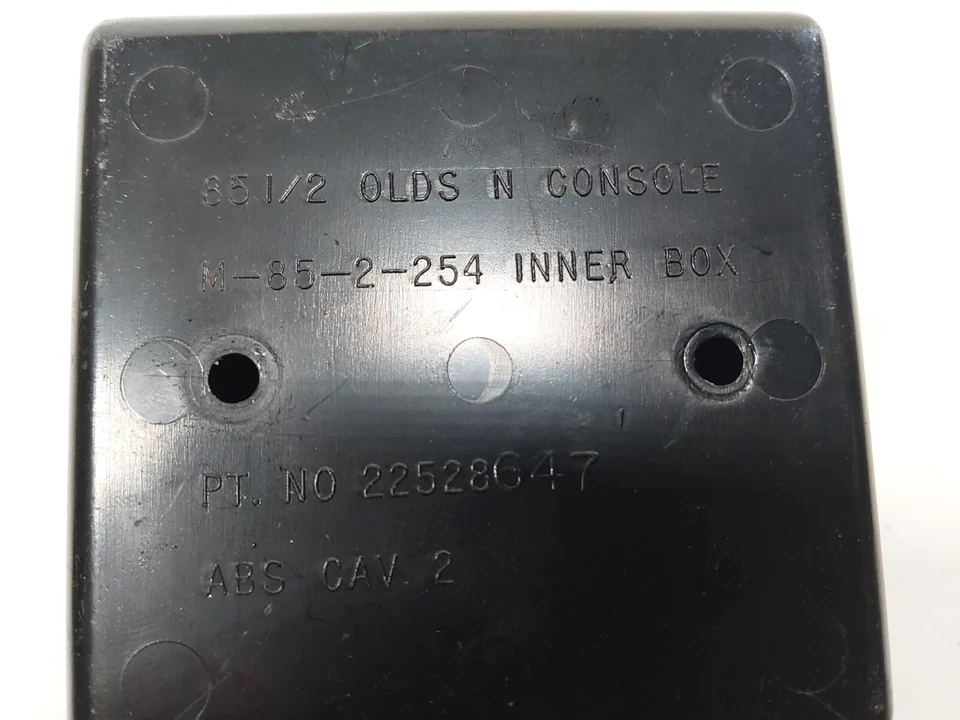 85 1/2 OLDS N CONSOLE
M-85-2-254 INNER BOX
PT. NO 22528647
ABS CAV 2